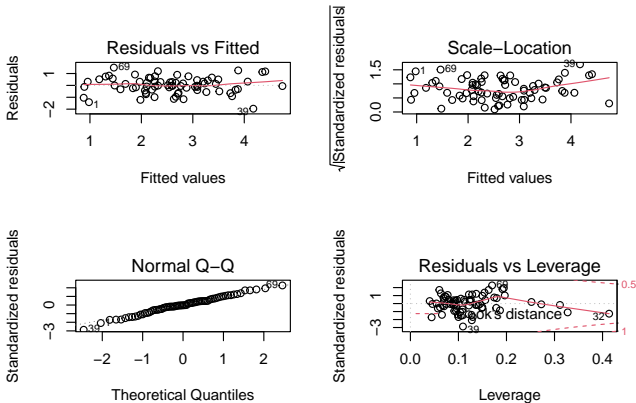 Residuals vs Fitted
Residuals
1
−2
69
1
39
1 2 3 4
Fitted values
Scale−Location
√|Standardized residuals|
1.5
0.0
1
69
39
1 2 3 4
Fitted values
Normal Q−Q
Standardized residuals
0
−3
39
69
−2 −1 0 1 2
Theoretical Quantiles
Residuals vs Leverage
Standardized residuals
1
−3
69
Cook's distance
39
32
0.5
1
0.0 0.1 0.2 0.3 0.4
Leverage